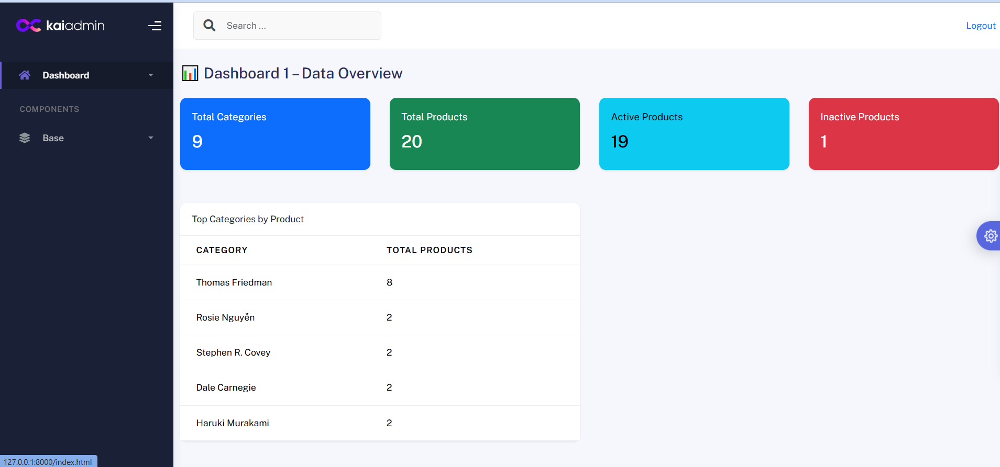 kaiadmin
Search ...
Logout
Dashboard
COMPONENTS
Base
Dashboard 1 – Data Overview
Total Categories
9
Total Products
20
Active Products
19
Inactive Products
1
Top Categories by Product
CATEGORY TOTAL PRODUCTS
Thomas Friedman 8
Rosie Nguyễn 2
Stephen R. Covey 2
Dale Carnegie 2
Haruki Murakami 2
127.0.0.1:8000/index.html